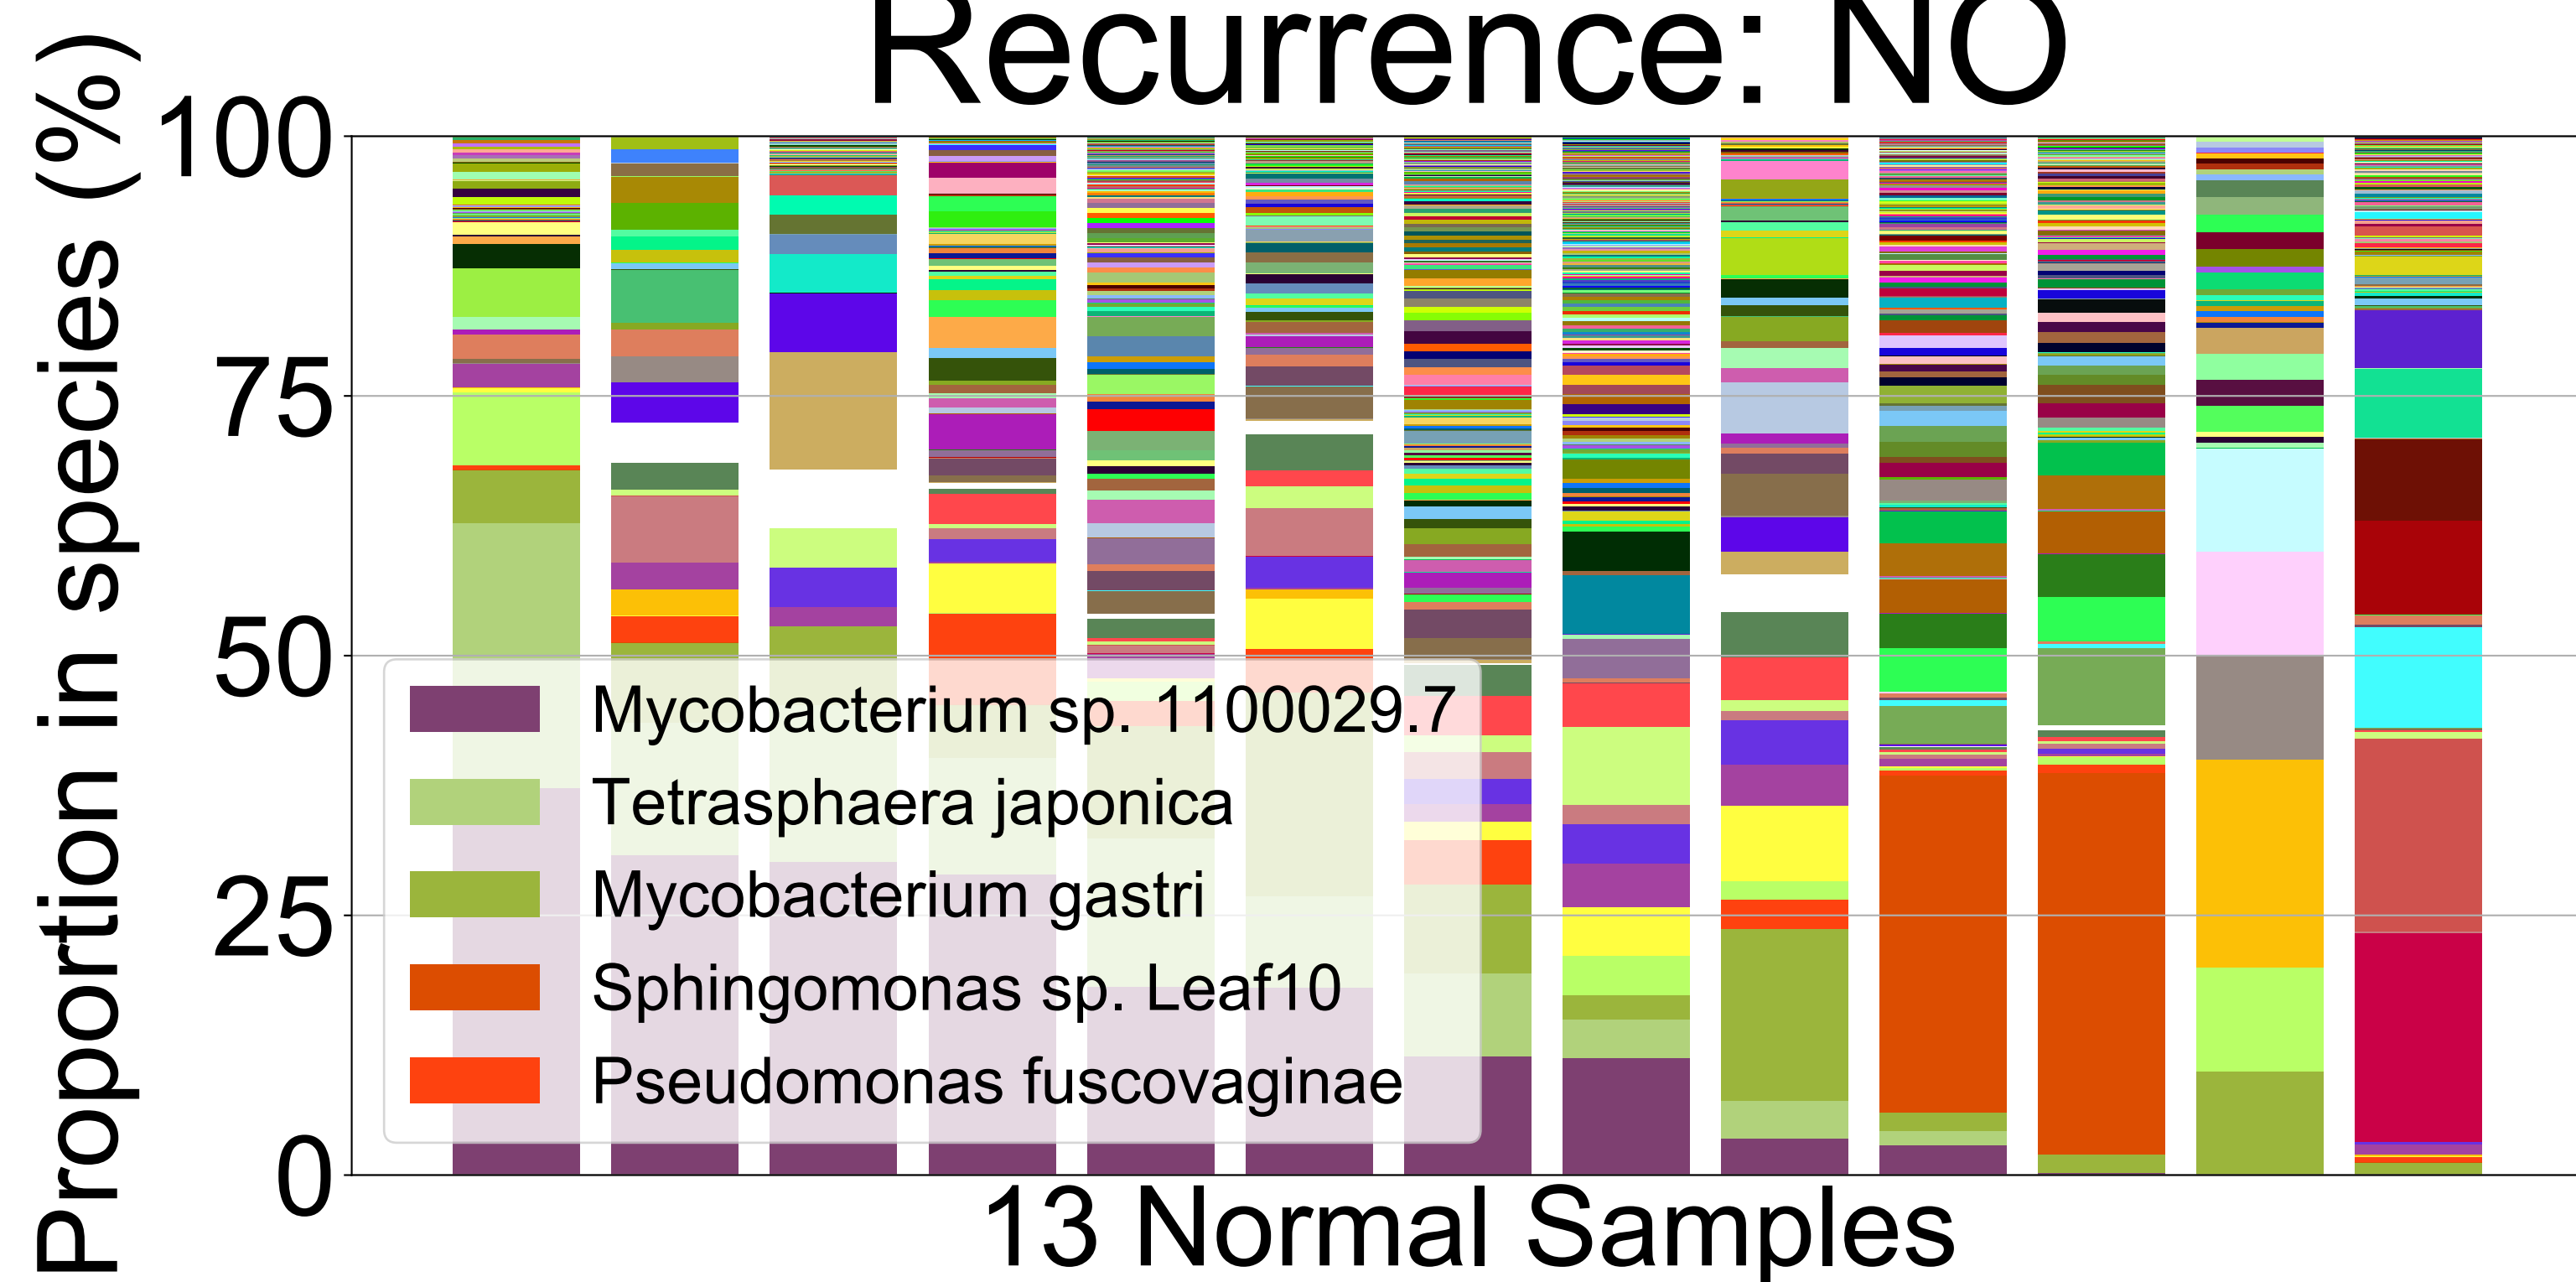 Recurrence: NO
Proportion in species (%)
100
75
50
25
0
Mycobacterium sp. 1100029.7
Tetrasphaera japonica
Mycobacterium gastri
Sphingomonas sp. Leaf10
Pseudomonas fuscovaginae
13 Normal Samples